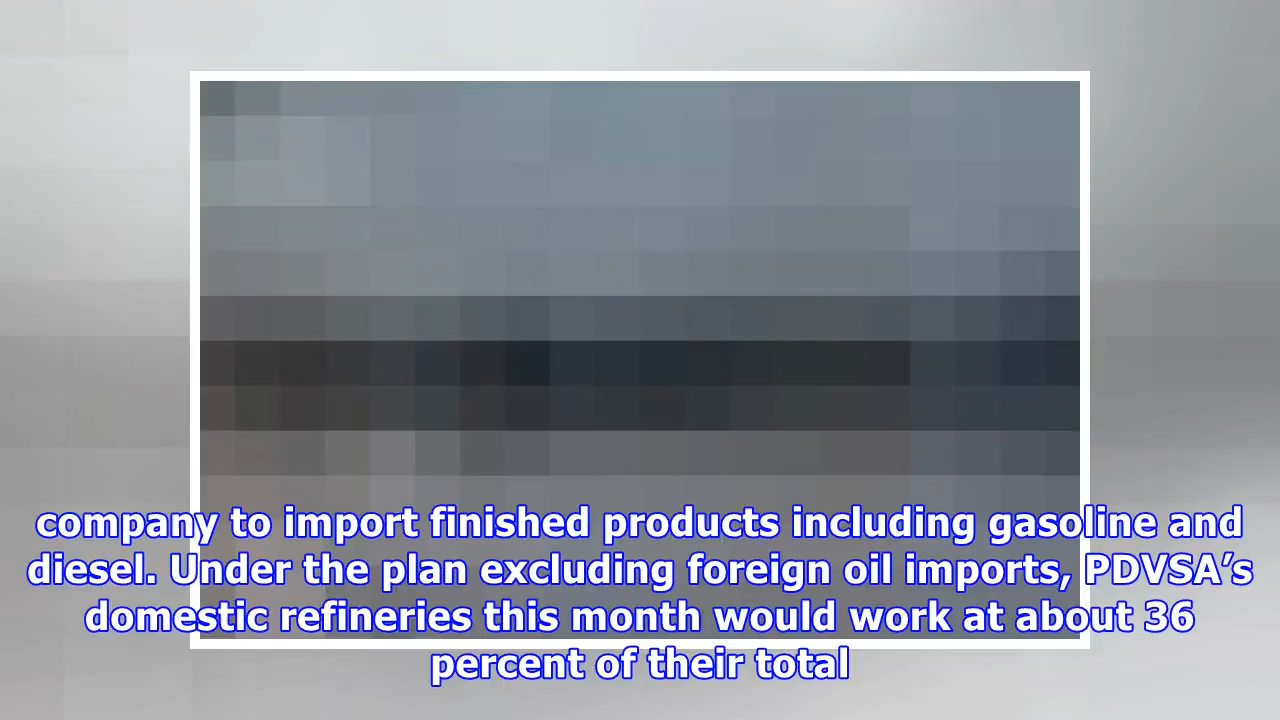 company to import finished products including gasoline and
diesel. Under the plan excluding foreign oil imports, PDVSA’s
domestic refineries this month would work at about 36
percent of their total